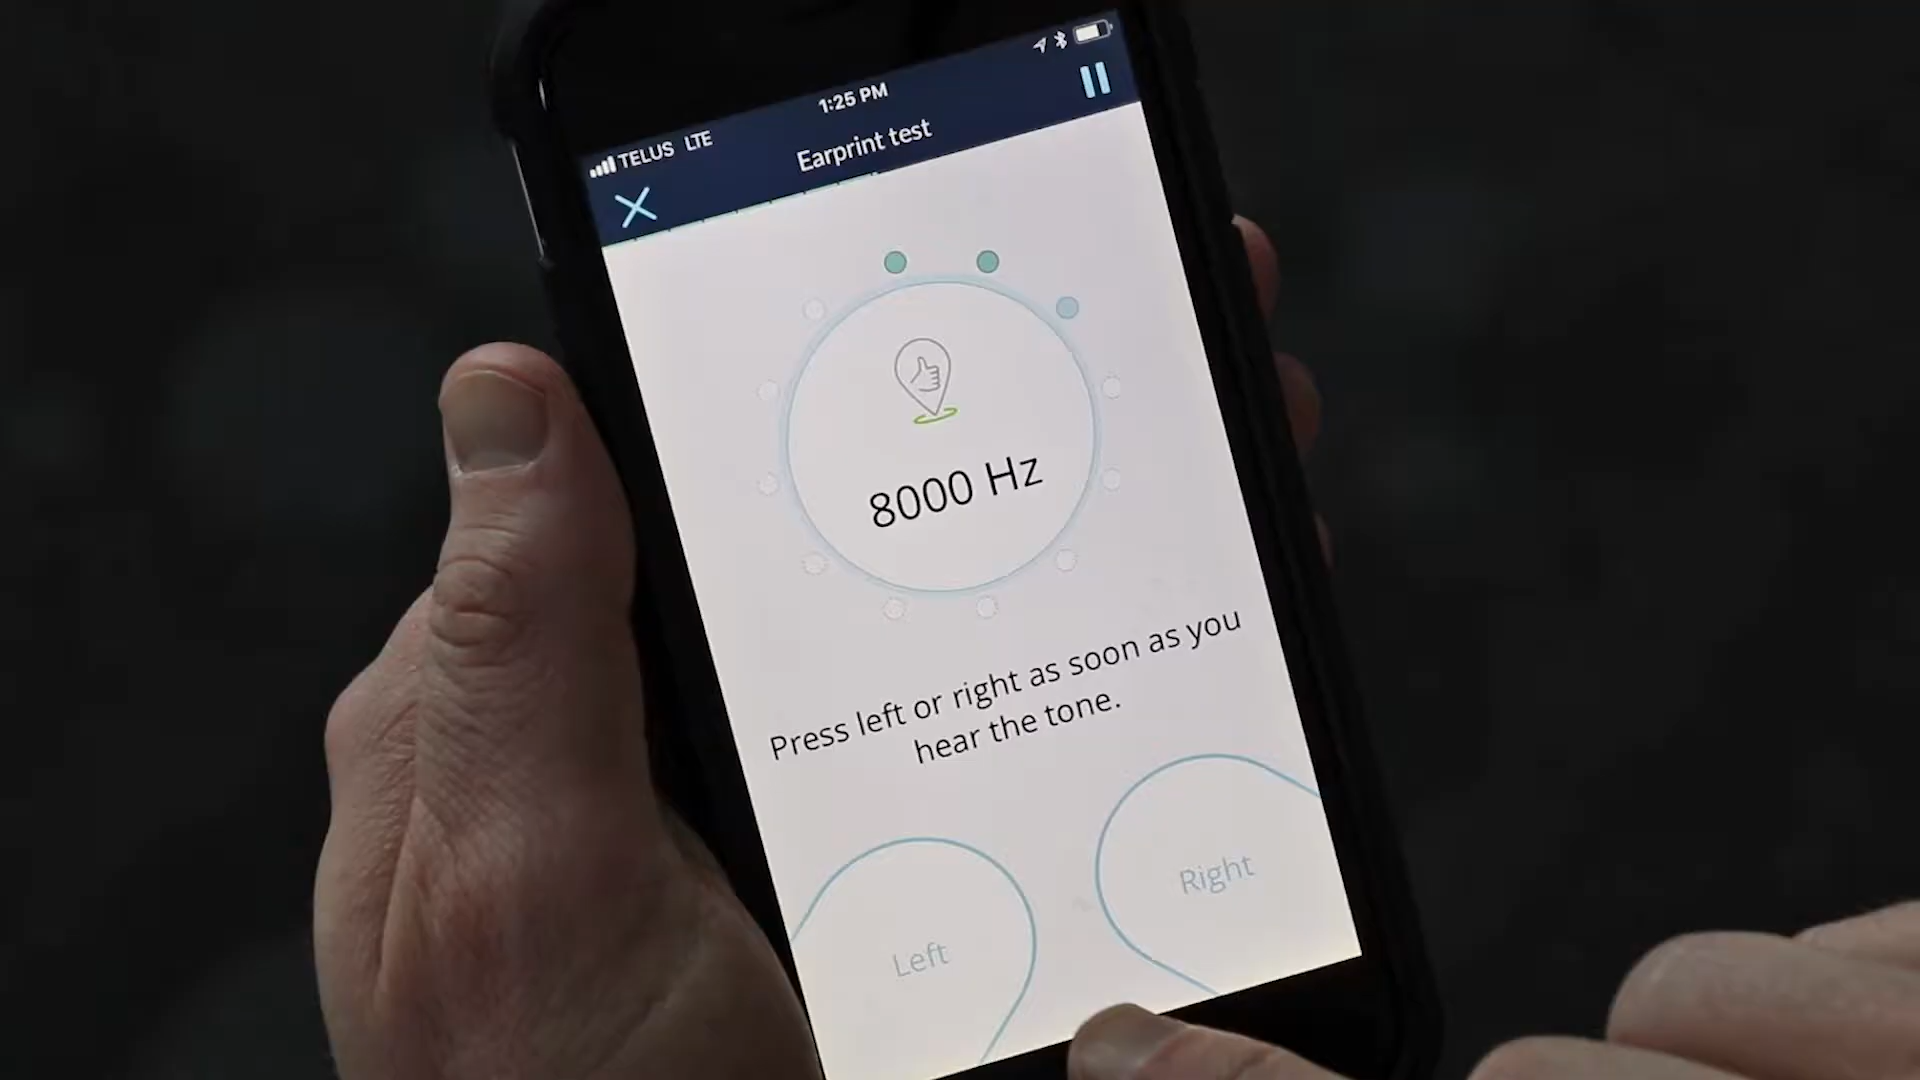 1:25 PM
TELUS LTE
Earprint test
8000 Hz
Press left or right as soon as you
hear the tone.
Right
Left